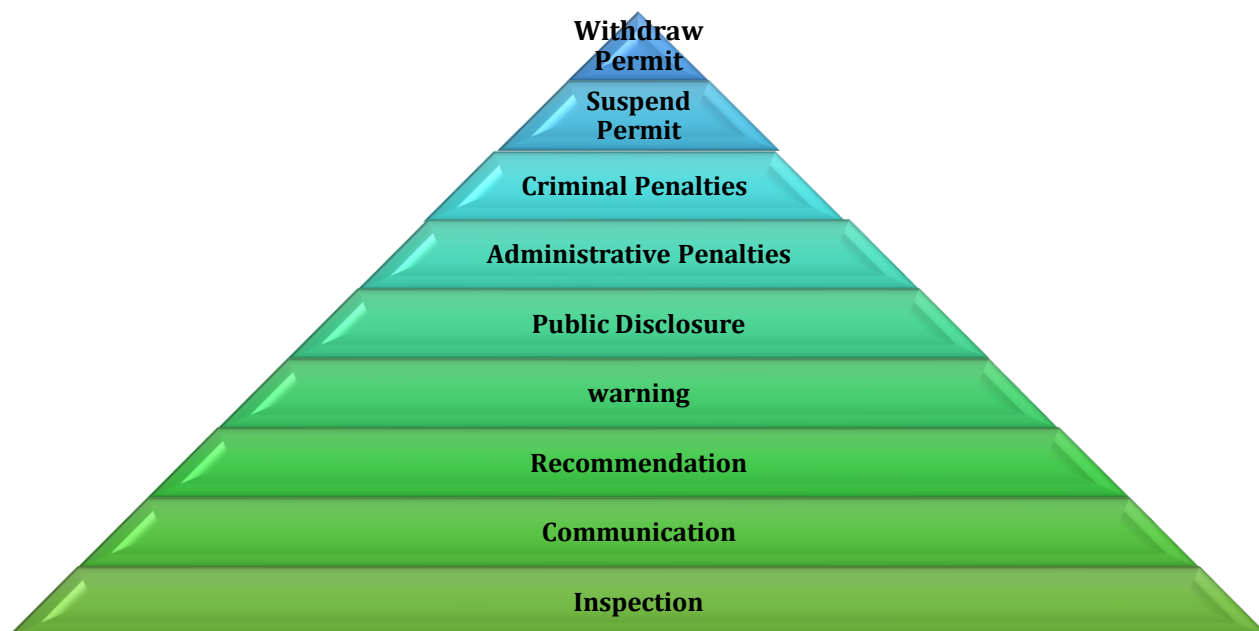 Withdraw
Permit
Suspend
Permit
Criminal Penalties
Administrative Penalties
Public Disclosure
warning
Recommendation
Communication
Inspection